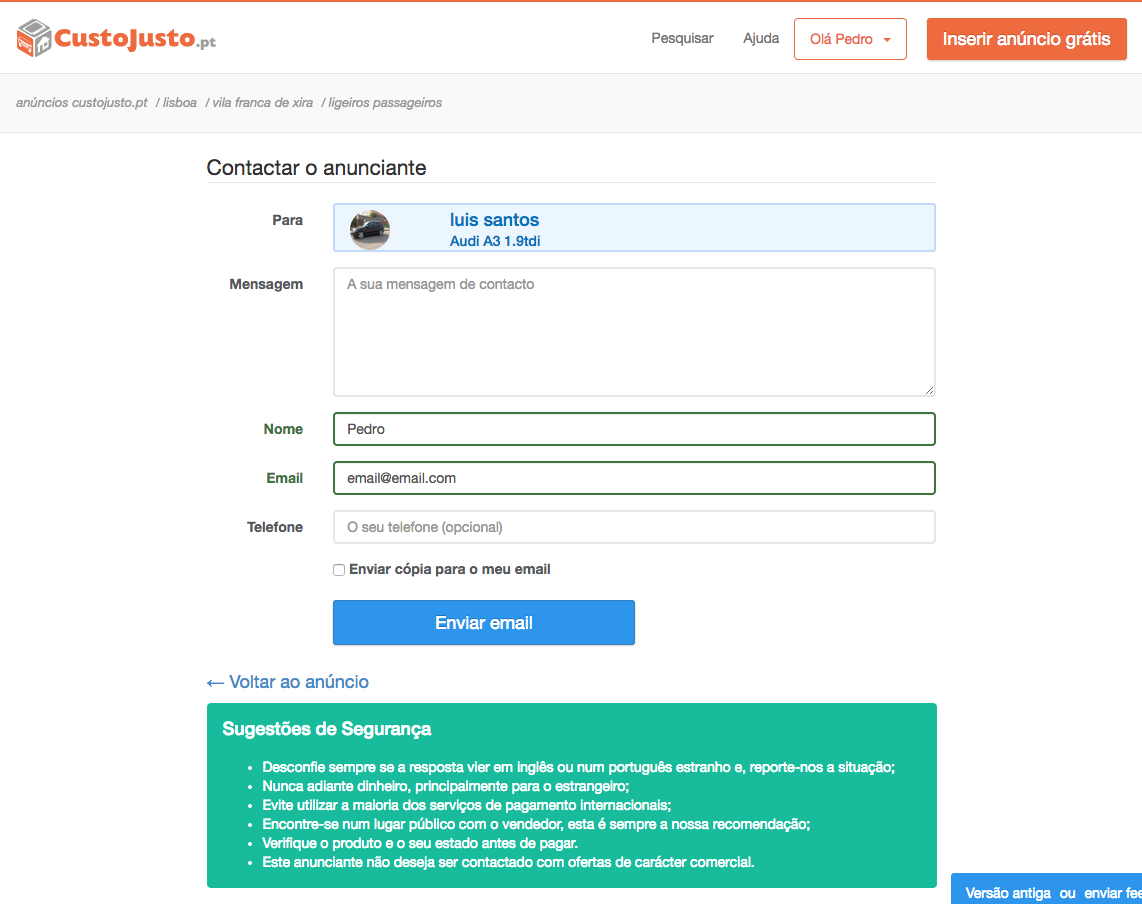 CustoJusto.pt
Pesquisar Ajuda Olá Pedro Inserir anúncio grátis
anúncios custojusto.pt / lisboa / vila franca de xira / ligeiros passageiros
Contactar o anunciante
Para
luis santos
Audi A3 1.9tdi
Mensagem
A sua mensagem de contacto
Nome
Pedro
Email
email@email.com
Telefone
O seu telefone (opcional)
Enviar cópia para o meu email
Enviar email
← Voltar ao anúncio
Sugestões de Segurança
• Desconfie sempre se a resposta vier em inglês ou num português estranho e, reporte-nos a situação;
• Nunca adiante dinheiro, principalmente para o estrangeiro;
• Evite utilizar a maioria dos serviços de pagamento internacionais;
• Encontre-se num lugar público com o vendedor, esta é sempre a nossa recomendação;
• Verifique o produto e o seu estado antes de pagar.
• Este anunciante não deseja ser contactado com ofertas de carácter comercial.
Versão antiga ou enviar fee